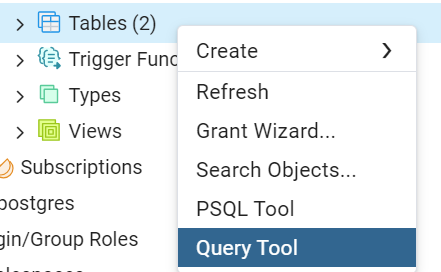 Tables (2)
Trigger Func
Types
Views
Subscriptions
postgres
gin/Group Roles
Create
Refresh
Grant Wizard...
Search Objects...
PSQL Tool
Query Tool